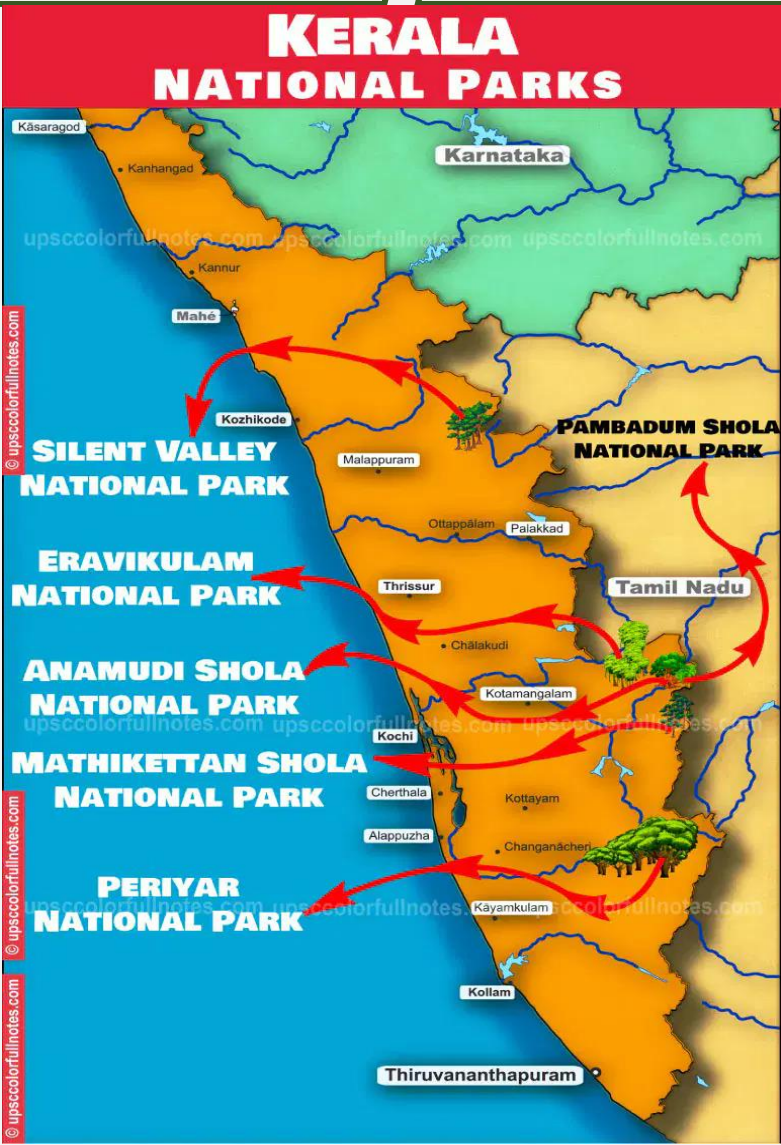 KERALA
NATIONAL PARKS
Kāsaragod
Karnataka
Kanhangad
upsccolorfullnotes.com upsccolorfullnotes.com upsccolorfullnotes.com
Kannur
Mahé
© upsccolorfullnotes.com
Kozhikode
PAMBADUM SHOLA
NATIONAL PARK
SILENT VALLEY
NATIONAL PARK
Malappuram
Ottappālam
Palakkad
ERAVIKULAM
NATIONAL PARK
Thrissur
Tamil Nadu
Chālakudi
ANAMUDI SHOLA
NATIONAL PARK
Kotamangalam
upsccolorfullnotes.com upsccolorfullnotes.com upsccolorfullnotes.com
Kochi
MATHIKETTAN SHOLA
NATIONAL PARK
Cherthala
Kottayam
Alappuzha
Changanācheri
© upsccolorfullnotes.com
PERIYAR
NATIONAL PARK
upsccolorfullnotes.com upsccolorfullnotes.com upsccolorfullnotes.com
Kāyamkulam
Kollam
© upsccolorfullnotes.com
Thiruvananthapuram